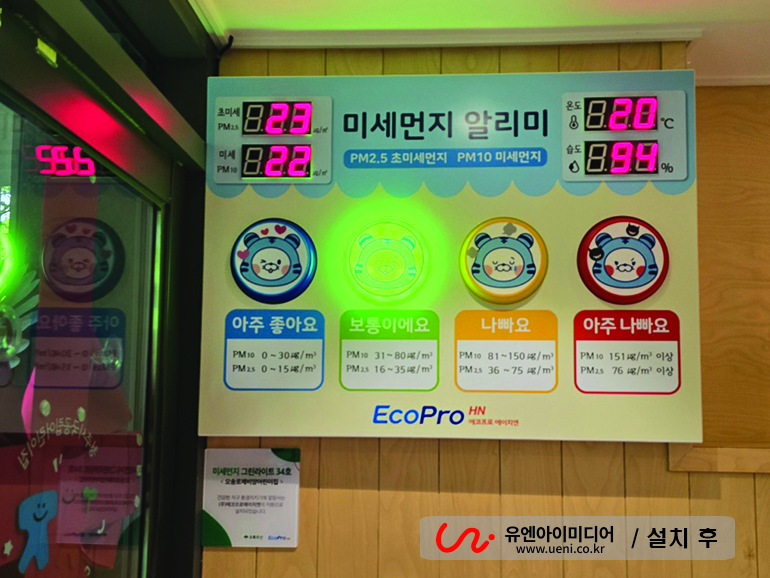 초미세
PM2.5
23
㎍/㎥
미세
PM10
22
㎍/㎥
미세먼지 알리미
PM2.5 초미세먼지 PM10 미세먼지
온도
20
℃
습도
94
%
아주 좋아요
PM10 0 ~ 30㎍/m³
PM2.5 0 ~ 15㎍/m³
보통이에요
PM10 31~80㎍/m³
PM2.5 16~35㎍/m³
나빠요
PM10 81~150㎍/m³
PM2.5 36 ~ 75 ㎍/m³
아주 나빠요
PM10 151㎍/m³ 이상
PM2.5 76 ㎍/m³ 이상
EcoPro HN
에코프로 에이치엔
미세먼지 그린라이트 34호
EcoPro
유엔아이미디어
www.ueni.co.kr
/ 설치 후